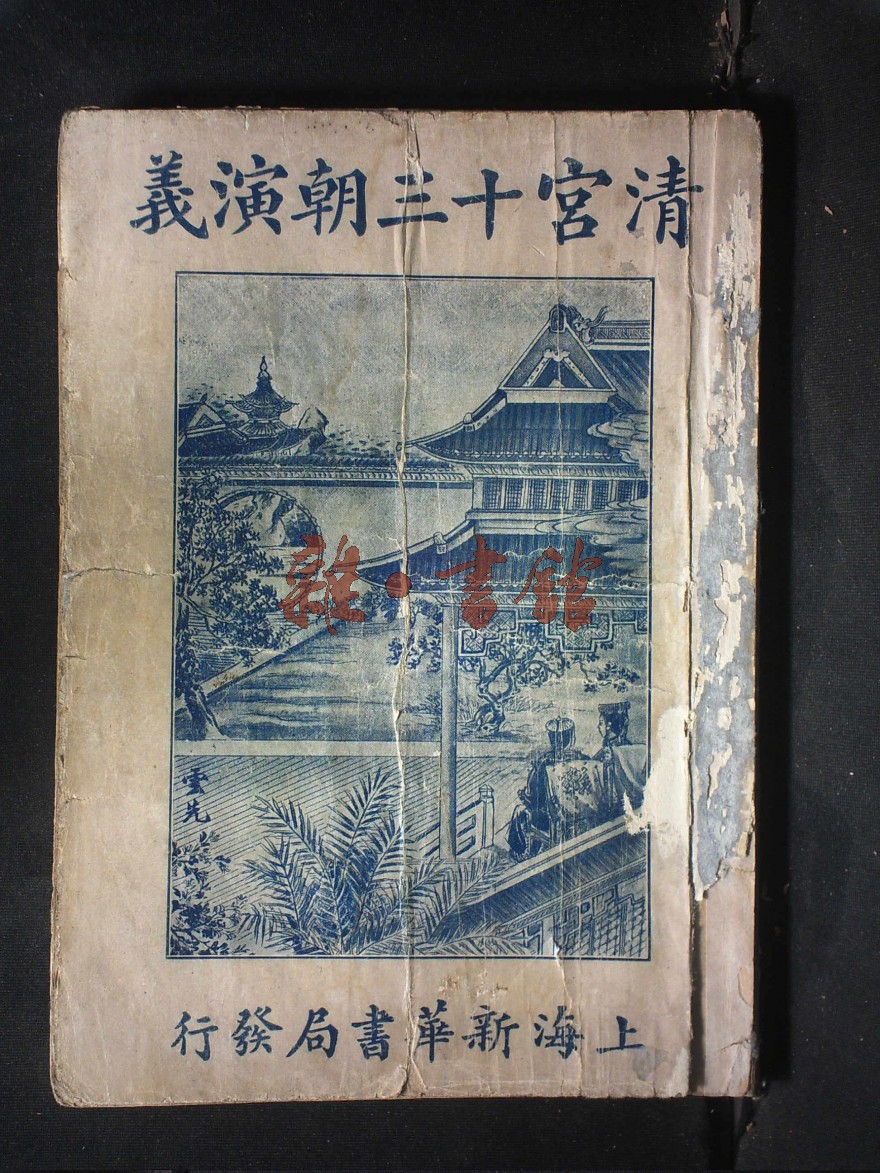 清宮十三朝演義
雜·書館
雲先
上海新華書局發行